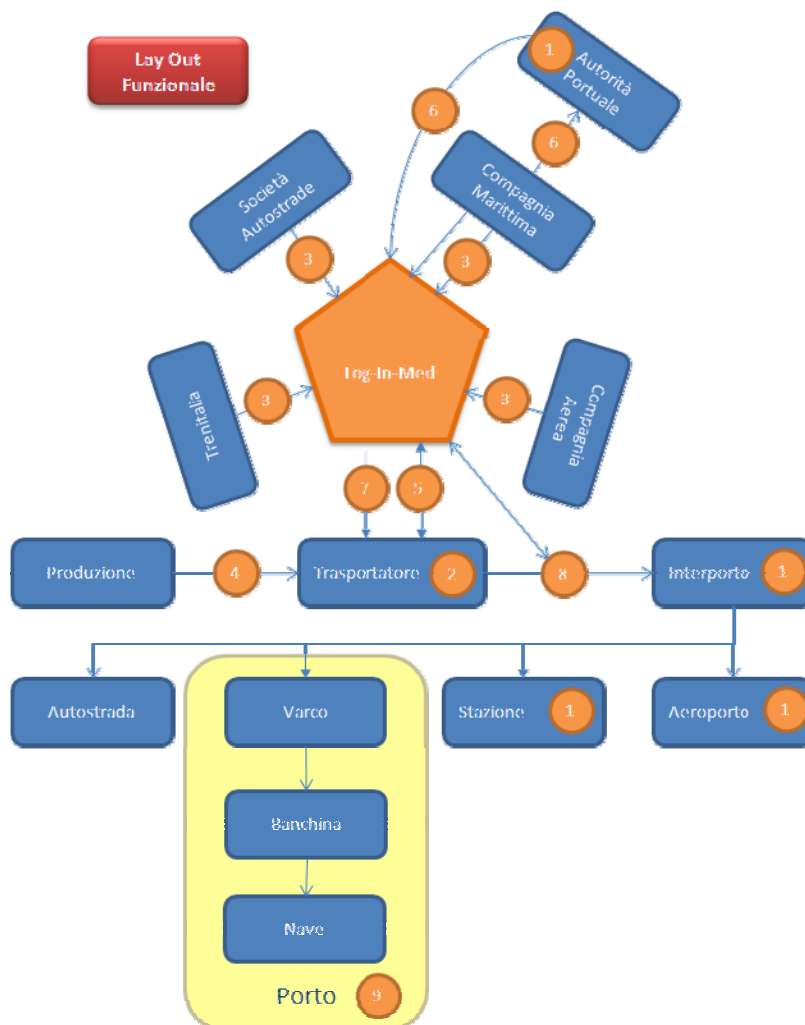 Lay Out
Funzionale
1
Autorità
Portuale
6
6
Società
Autostrade
Compagnia
Marittima
3
3
Log-In-Med
Trenitalia
3
3
Compagnia
Aerea
7
5
Produzione
4
Trasportatore
2
8
Interporto
1
Autostrada
Varco
Stazione
1
Aeroporto
1
Banchina
Nave
Porto
9